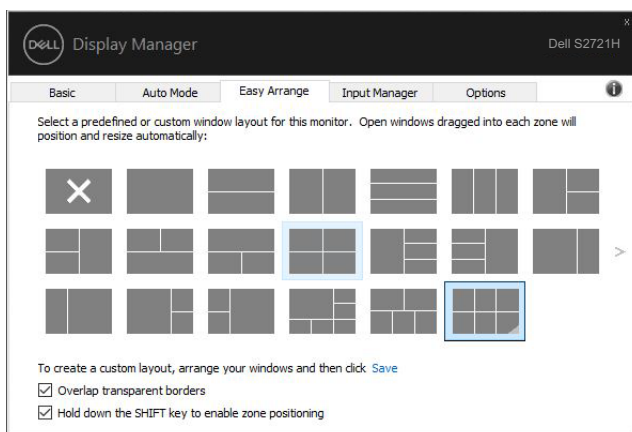 DELL Display Manager
x
Dell S2721H
Basic Auto Mode Easy Arrange Input Manager Options
Select a predefined or custom window layout for this monitor. Open windows dragged into each zone will
position and resize automatically:
>
To create a custom layout, arrange your windows and then click Save
Overlap transparent borders
Hold down the SHIFT key to enable zone positioning